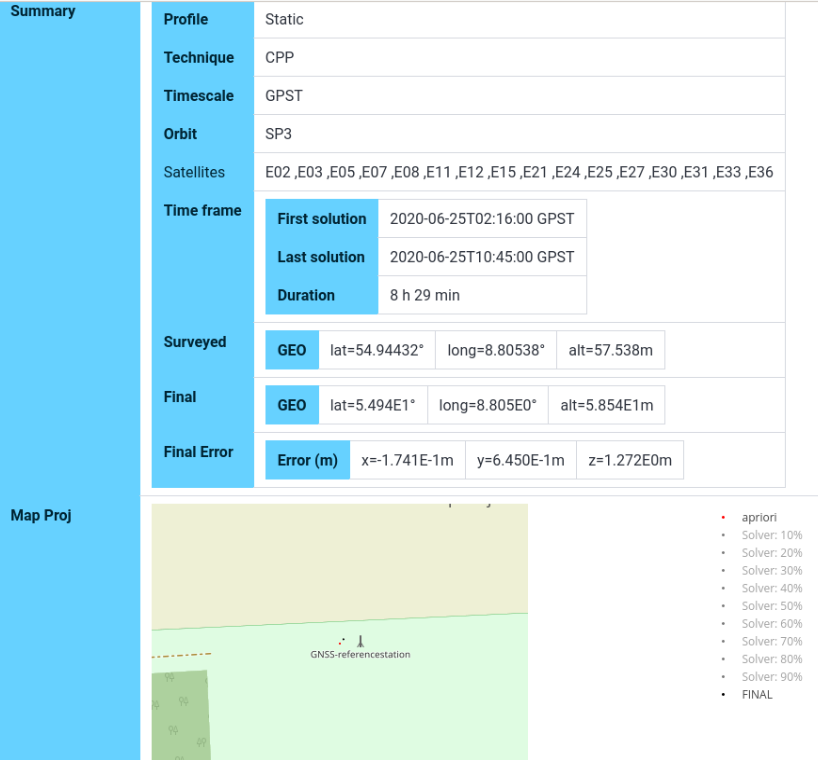 Summary
Profile Static
Technique CPP
Timescale GPST
Orbit SP3
Satellites E02 ,E03 ,E05 ,E07 ,E08 ,E11 ,E12 ,E15 ,E21 ,E24 ,E25 ,E27 ,E30 ,E31 ,E33 ,E36
Time frame
First solution 2020-06-25T02:16:00 GPST
Last solution 2020-06-25T10:45:00 GPST
Duration 8 h 29 min
Surveyed GEO lat=54.94432° long=8.80538° alt=57.538m
Final GEO lat=5.494E1° long=8.805E0° alt=5.854E1m
Final Error Error (m) x=-1.741E-1m y=6.450E-1m z=1.272E0m
Map Proj
GNSS-referencestation
apriori
Solver: 10%
Solver: 20%
Solver: 30%
Solver: 40%
Solver: 50%
Solver: 60%
Solver: 70%
Solver: 80%
Solver: 90%
FINAL